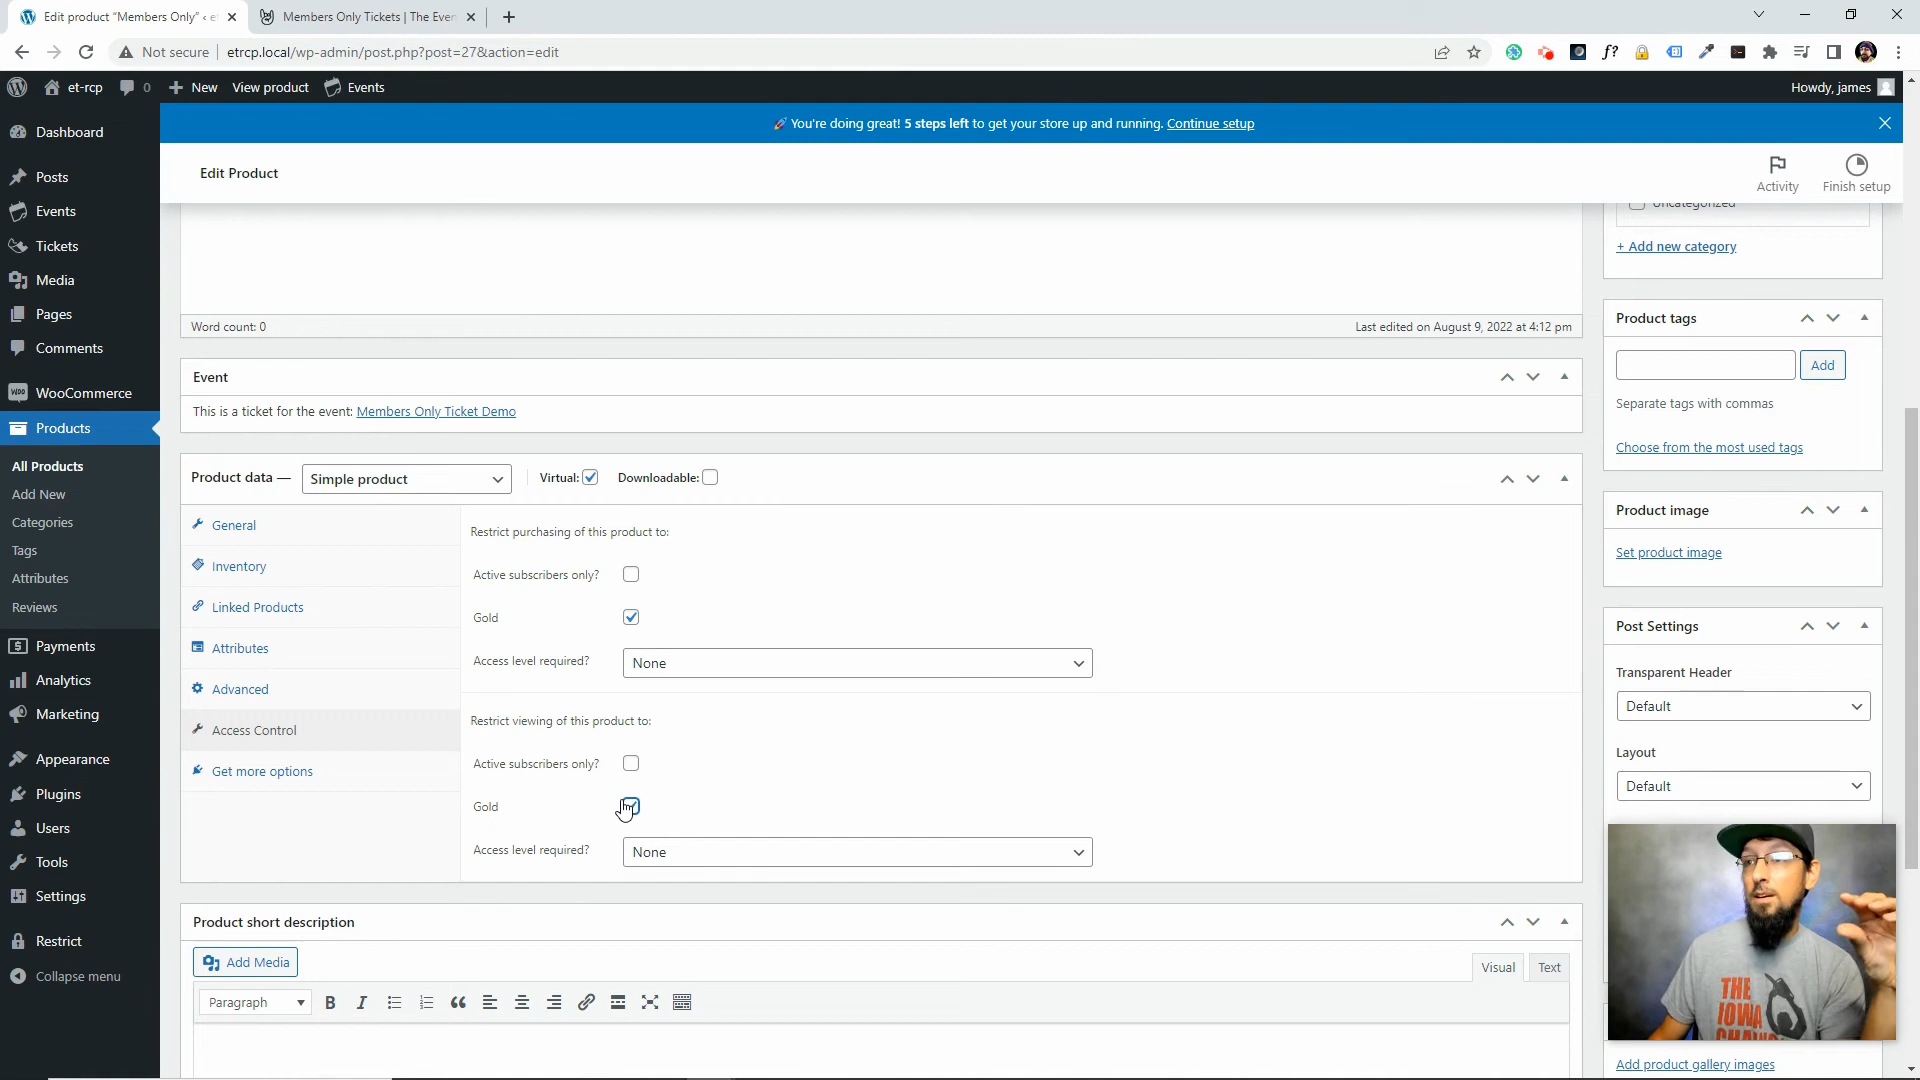 Edit product “Members Only” ‹ e
Members Only Tickets | The Even
Not secure
etrcp.local/wp-admin/post.php?post=27&action=edit
f?
et-rcp
0
New
View product
Events
Howdy, james
Dashboard
Posts
Events
Tickets
Media
Pages
Comments
WooCommerce
Products
All Products
Add New
Categories
Tags
Attributes
Reviews
Payments
Analytics
Marketing
Appearance
Plugins
Users
Tools
Settings
Restrict
Collapse menu
🚀 You're doing great! 5 steps left to get your store up and running. Continue setup
Edit Product
Activity
Finish setup
Word count: 0
Last edited on August 9, 2022 at 4:12 pm
Event
This is a ticket for the event: Members Only Ticket Demo
Product data — Simple product
Virtual:
Downloadable:
General
Inventory
Linked Products
Attributes
Advanced
Access Control
Get more options
Restrict purchasing of this product to:
Active subscribers only?
Gold
Access level required?
None
Restrict viewing of this product to:
Active subscribers only?
Gold
Access level required?
None
Product short description
Add Media
Visual
Text
Paragraph
Uncategorized
+ Add new category
Product tags
Add
Separate tags with commas
Choose from the most used tags
Product image
Set product image
Post Settings
Transparent Header
Default
Layout
Default
THE
IOWA
Add product gallery images